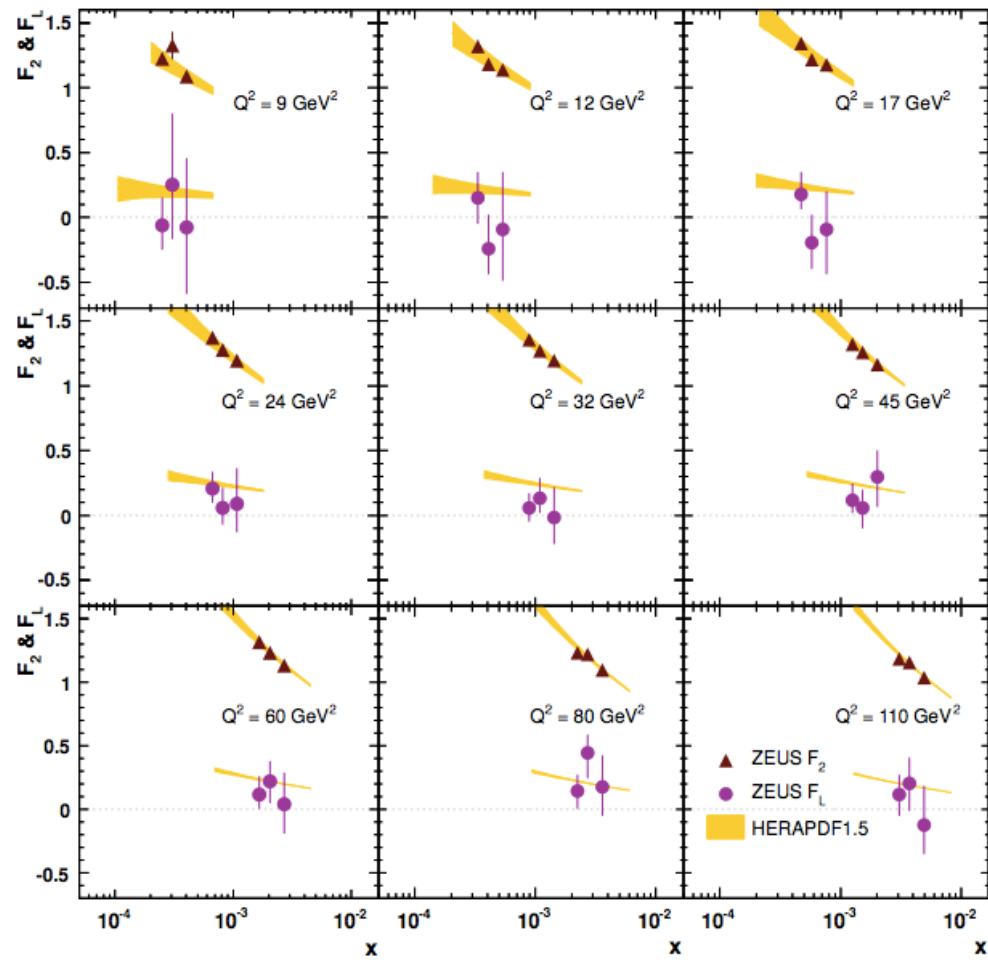 F₂ & F_L
1.5
1
0.5
0
-0.5
Q² = 9 GeV²
Q² = 12 GeV²
Q² = 17 GeV²
F₂ & F_L
1.5
1
0.5
0
-0.5
Q² = 24 GeV²
Q² = 32 GeV²
Q² = 45 GeV²
F₂ & F_L
1.5
1
0.5
0
-0.5
Q² = 60 GeV²
Q² = 80 GeV²
Q² = 110 GeV²
ZEUS F₂
ZEUS F_L
HERAPDF1.5
10⁻⁴ 10⁻³ 10⁻² 10⁻⁴ 10⁻³ 10⁻² 10⁻⁴ 10⁻³ 10⁻²
x x x